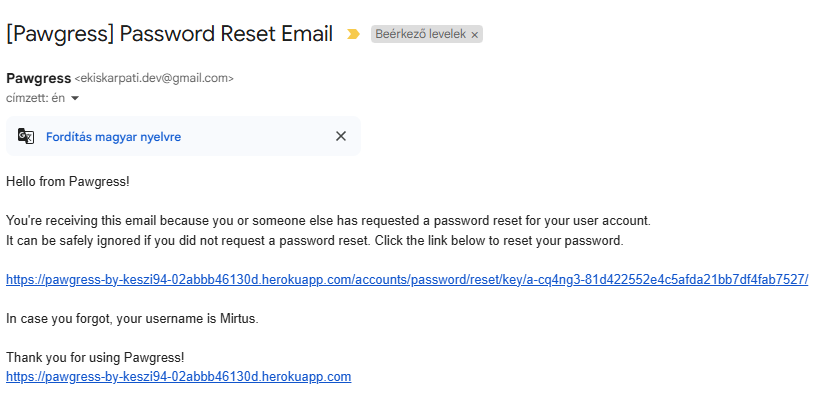 [Pawgress] Password Reset Email Beérkező levelek ×
Pawgress <ekiskarpati.dev@gmail.com>
címzett: én
Fordítás magyar nyelvre
Hello from Pawgress!
You're receiving this email because you or someone else has requested a password reset for your user account.
It can be safely ignored if you did not request a password reset. Click the link below to reset your password.
https://pawgress-by-keszi94-02abbb46130d.herokuapp.com/accounts/password/reset/key/a-cq4ng3-81d422552e4c5afda21bb7df4fab7527/
In case you forgot, your username is Mirtus.
Thank you for using Pawgress!
https://pawgress-by-keszi94-02abbb46130d.herokuapp.com